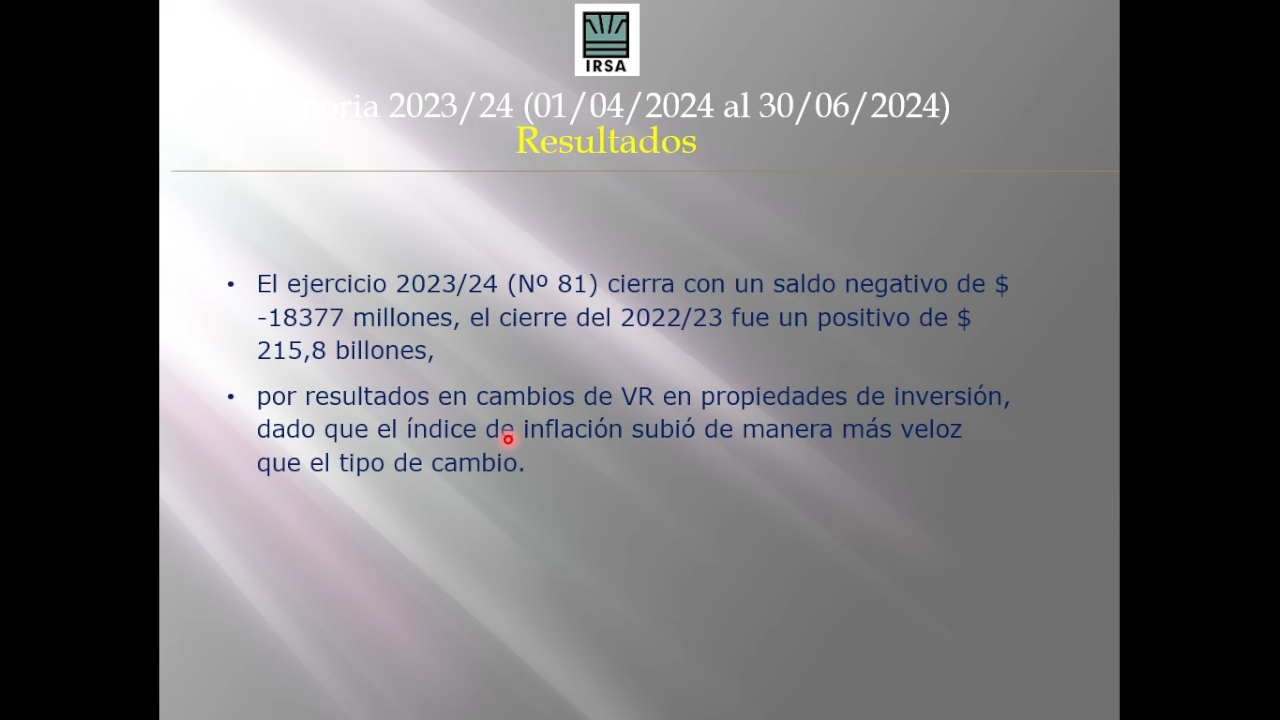 IRSA
2023/24 (01/04/2024 al 30/06/2024)
Resultados
• El ejercicio 2023/24 (Nº 81) cierra con un saldo negativo de $
-18377 millones, el cierre del 2022/23 fue un positivo de $
215,8 billones,
• por resultados en cambios de VR en propiedades de inversión,
dado que el índice de inflación subió de manera más veloz
que el tipo de cambio.